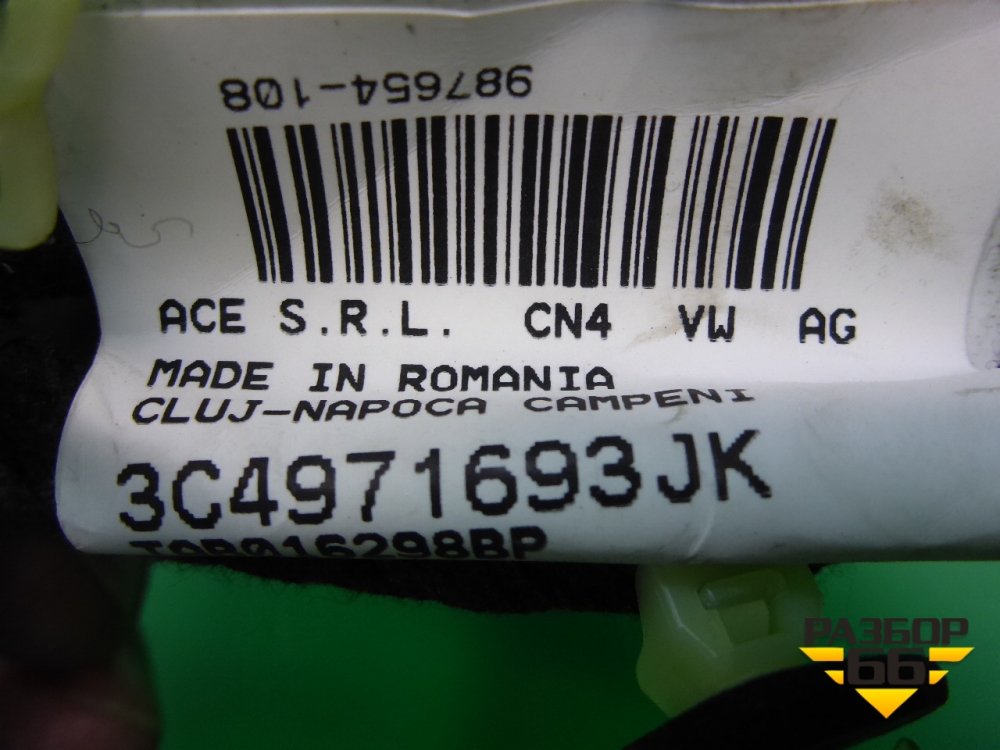 987654-108
ACE S.R.L. CN4 VW AG
MADE IN ROMANIA
CLUJ-NAPOCA CAMPENI
3C4971693JK
РАЗБОР
66